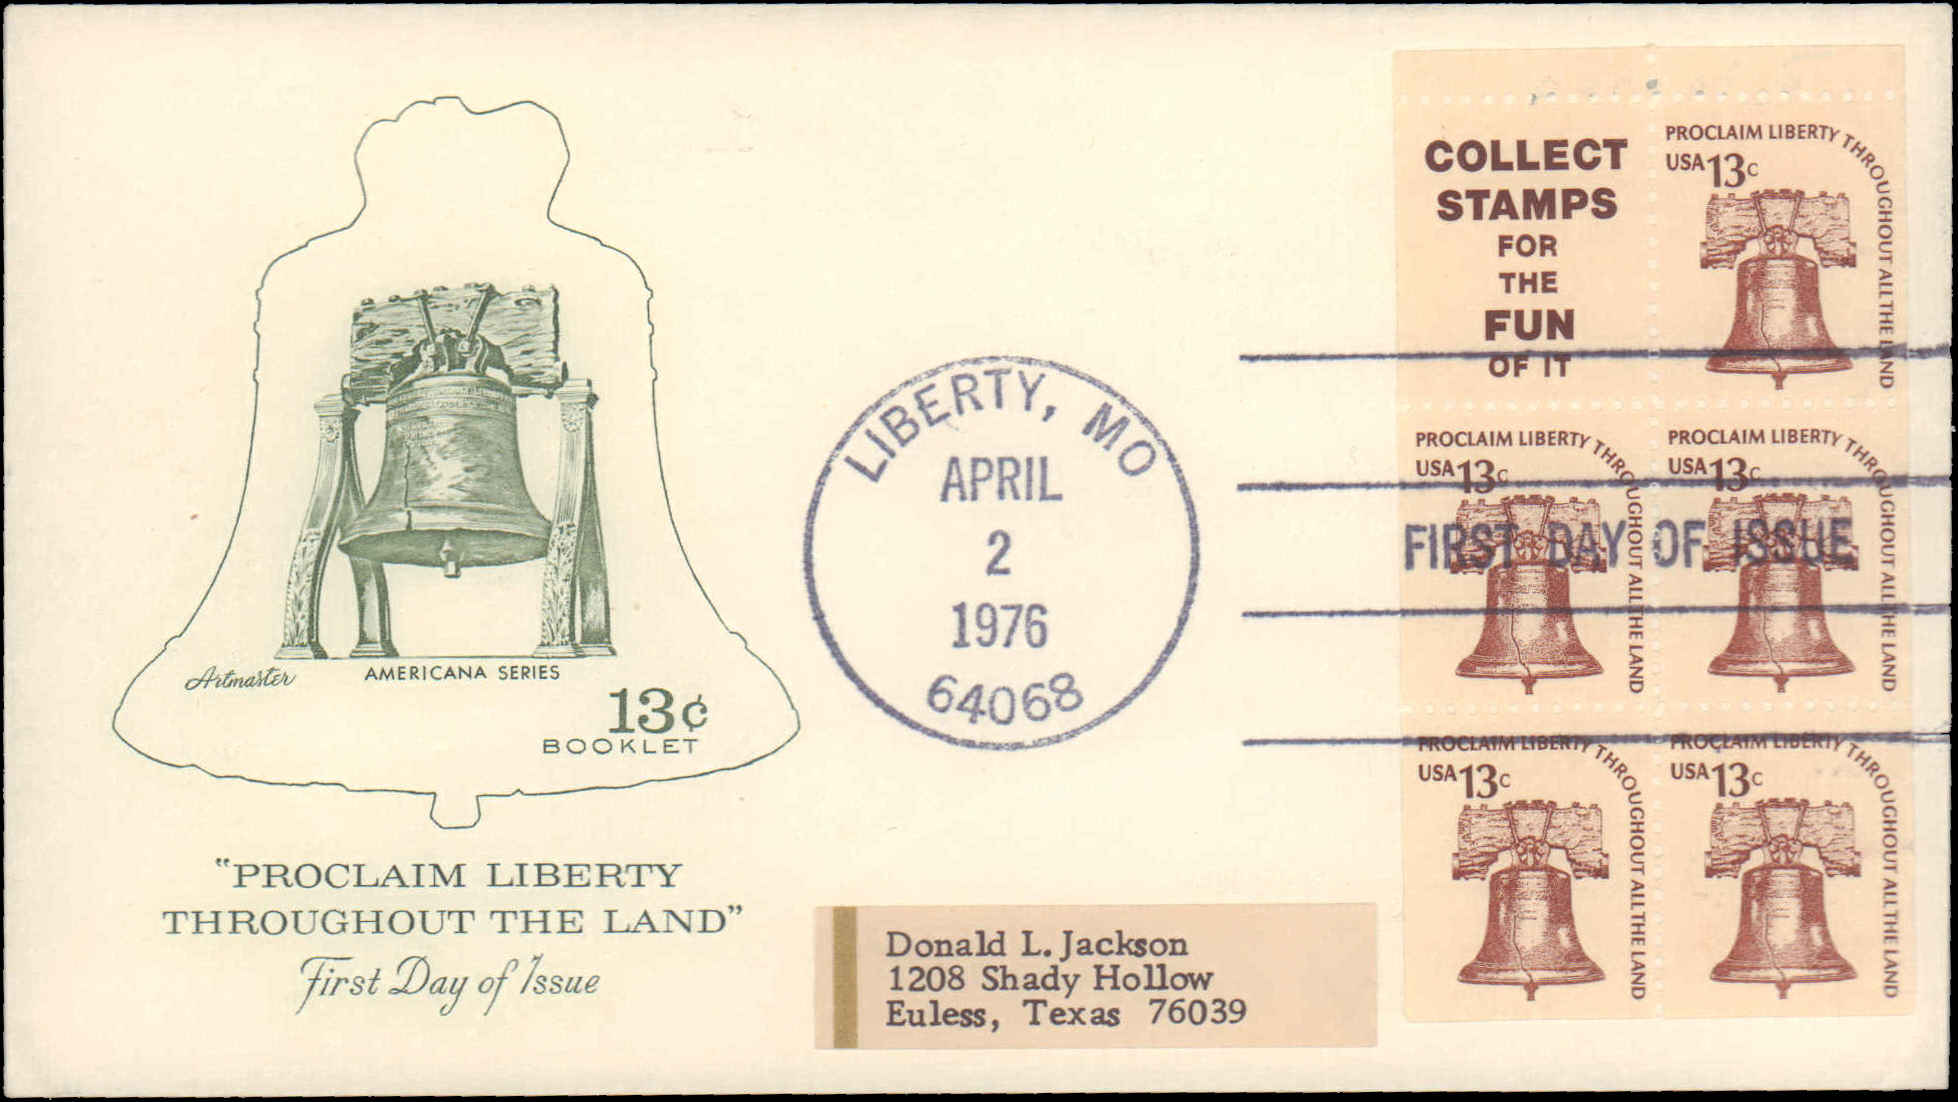 Artmaster
AMERICANA SERIES
13¢
BOOKLET
"PROCLAIM LIBERTY
THROUGHOUT THE LAND"
First Day of Issue
LIBERTY, MO
APRIL
2
1976
64068
Donald L. Jackson
1208 Shady Hollow
Euless, Texas 76039
COLLECT
STAMPS
FOR
THE
FUN
OF IT
PROCLAIM LIBERTY THROUGHOUT ALL THE LAND
USA 13c
PROCLAIM LIBERTY THROUGHOUT ALL THE LAND
USA 13c
PROCLAIM LIBERTY THROUGHOUT ALL THE LAND
USA 13c
FIRST DAY OF ISSUE
PROCLAIM LIBERTY THROUGHOUT ALL THE LAND
USA 13c
PROCLAIM LIBERTY THROUGHOUT ALL THE LAND
USA 13c